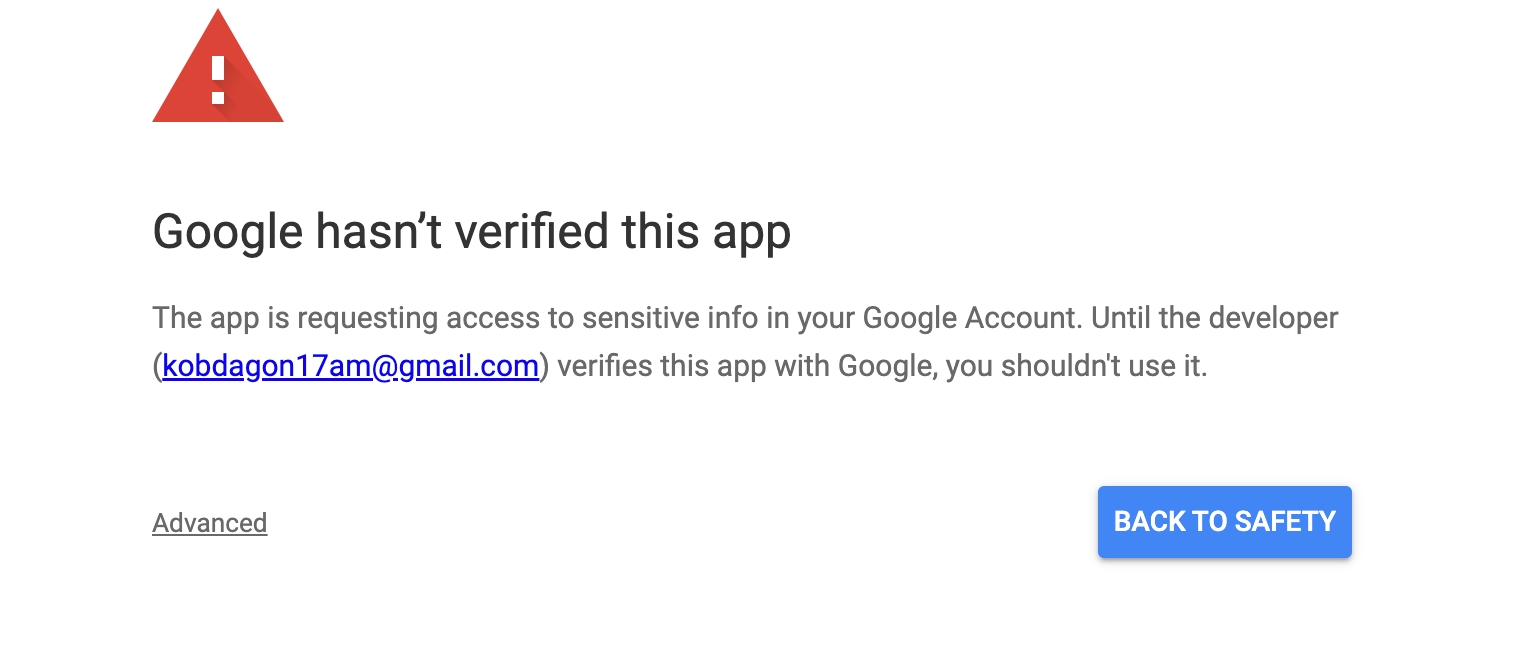 Google hasn’t verified this app
The app is requesting access to sensitive info in your Google Account. Until the developer
(kobdagon17am@gmail.com) verifies this app with Google, you shouldn't use it.
Advanced
BACK TO SAFETY